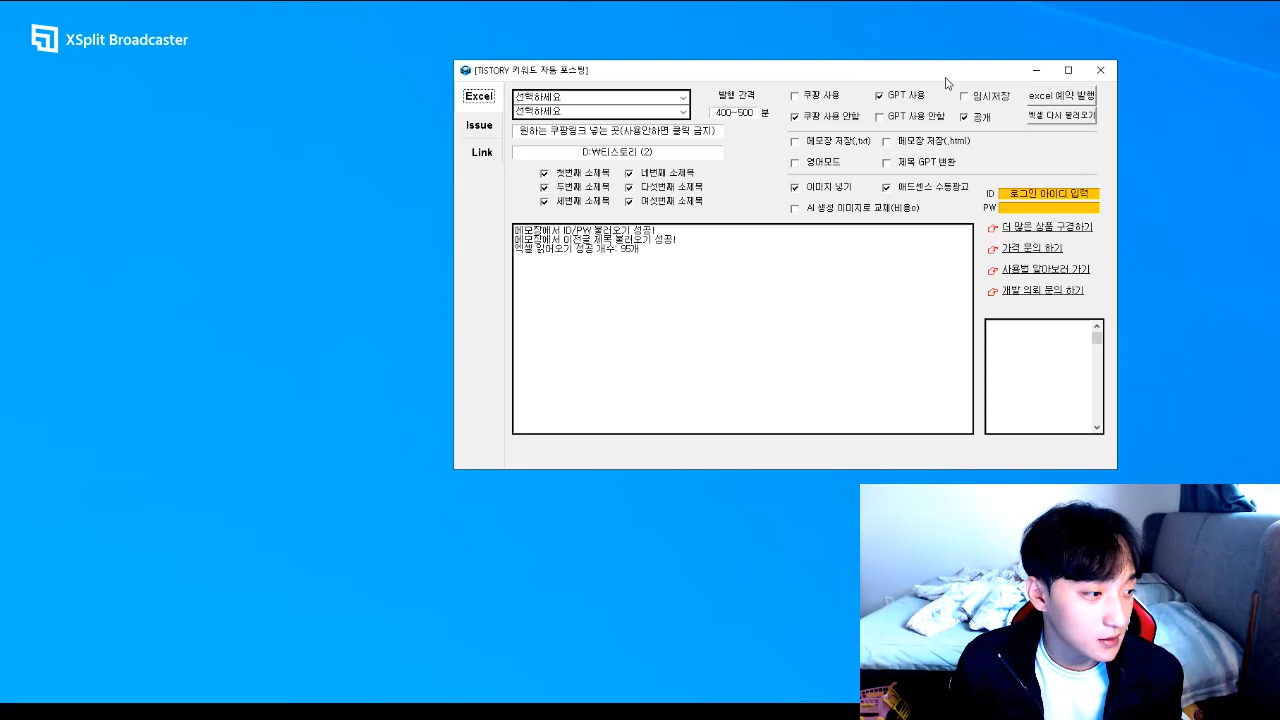 XSplit Broadcaster
[TISTORY 키워드 자동 포스팅]
Excel
Issue
Link
선택하세요
선택하세요
발행 간격
400~500 분
원하는 쿠팡링크 넣는 곳(사용안하면 클릭 금지)
D:₩티스토리 (2)
첫번째 소제목
네번째 소제목
두번째 소제목
다섯번째 소제목
세번째 소제목
여섯번째 소제목
쿠팡 사용
GPT 사용
임시저장
excel 예약 발행
쿠팡 사용 안함
GPT 사용 안함
공개
엑셀 다시 불러오기
메모장 저장(.txt)
메모장 저장(.html)
영어모드
제목 GPT 변환
이미지 넣기
애드센스 수동광고
AI 생성 이미지로 교체(비용o)
ID 로그인 아이디 입력
PW
더 많은 상품 구경하기
가격 문의 하기
사용법 알아보러 가기
개발 의뢰 문의 하기
메모장에서 ID/PW 불러오기 성공!
메모장에서 이전글 제목 불러오기 성공!
엑셀 읽어오기 성공 개수: 95개